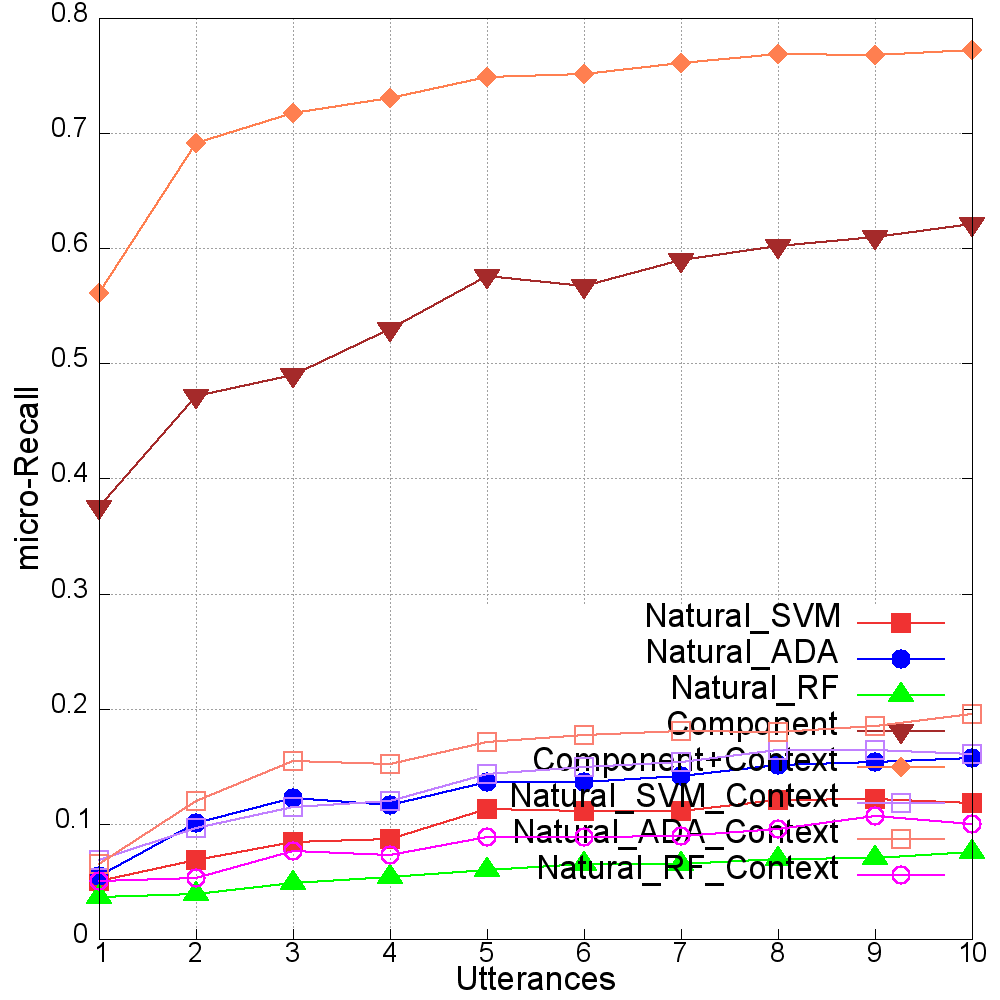 0.8
0.7
0.6
0.5
0.4
0.3
0.2
0.1
0
micro-Recall
Natural_SVM
Natural_ADA
Natural_RF
Component
Component+Context
Natural_SVM_Context
Natural_ADA_Context
Natural_RF_Context
1 2 3 4 5 6 7 8 9 10
Utterances